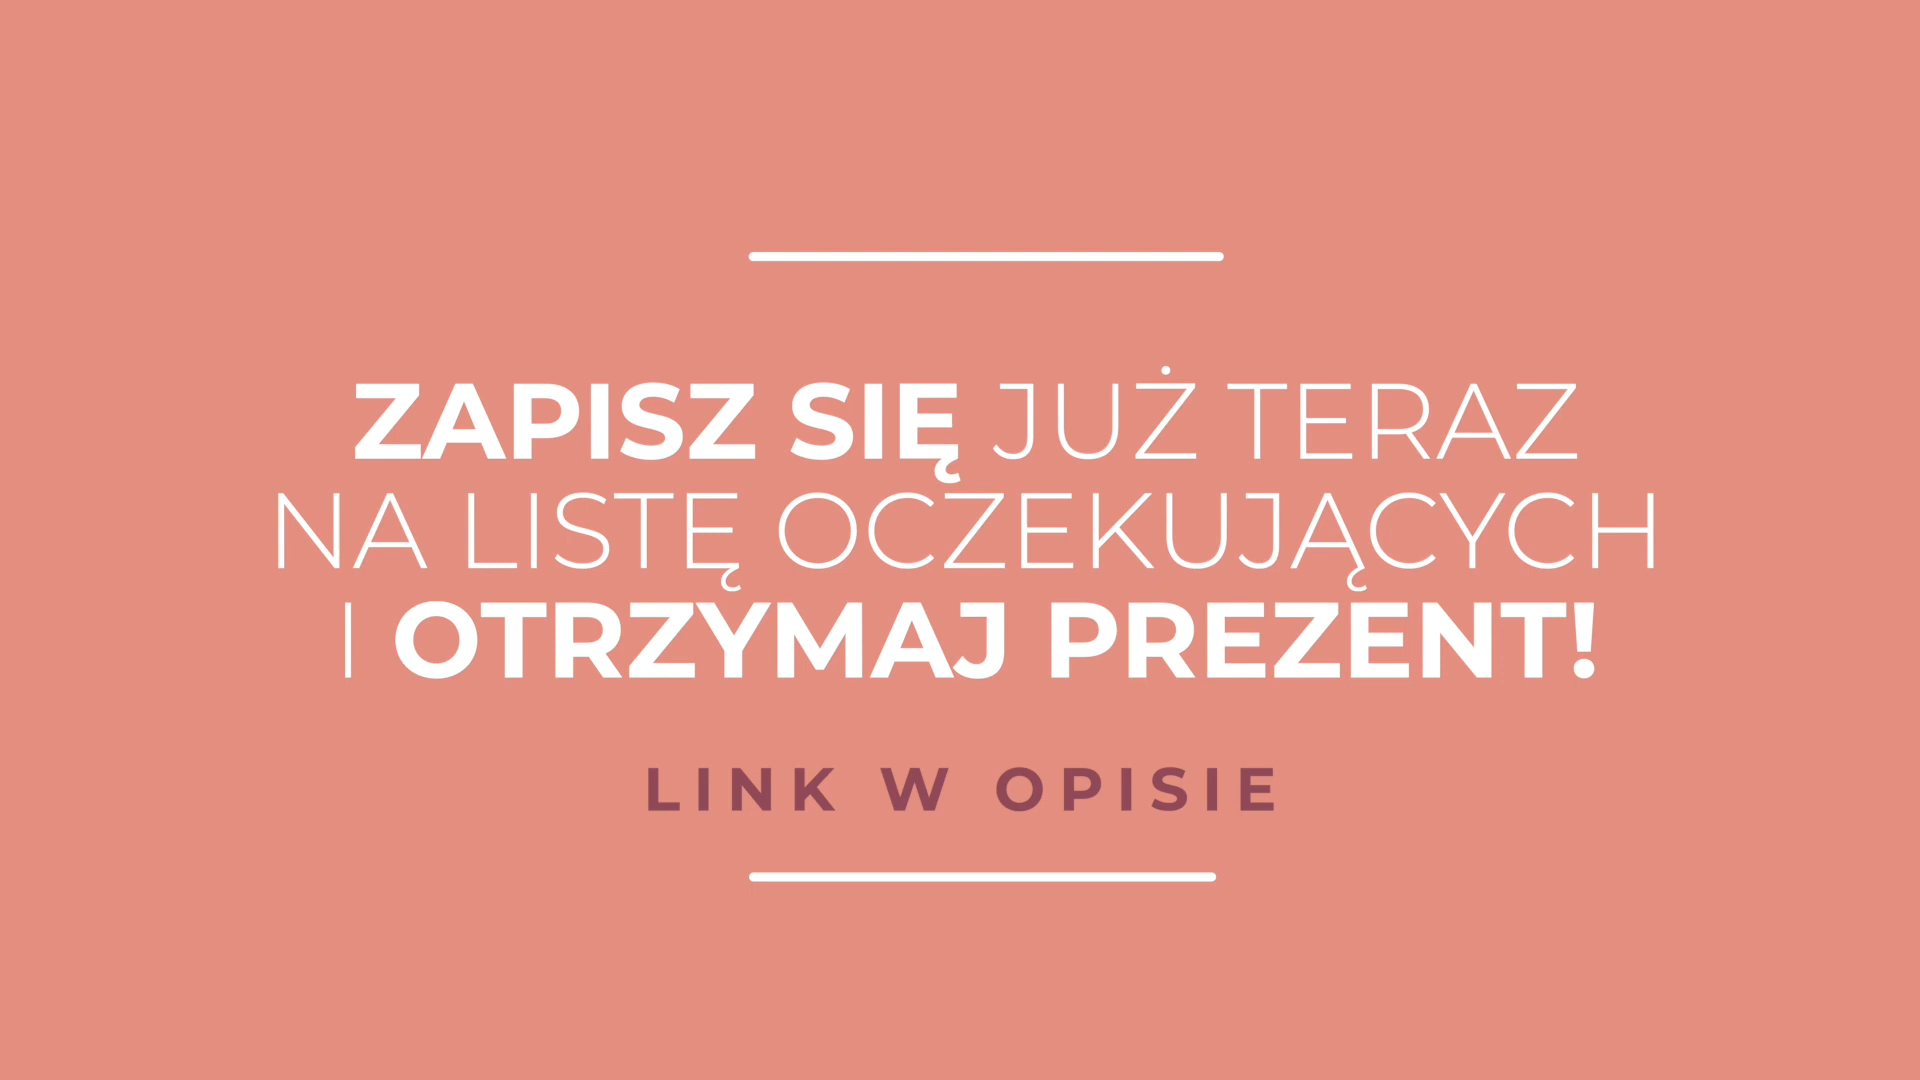 ZAPISZ SIĘ JUŻ TERAZ
NA LISTĘ OCZEKUJĄCYCH
I OTRZYMAJ PREZENT!
LINK W OPISIE